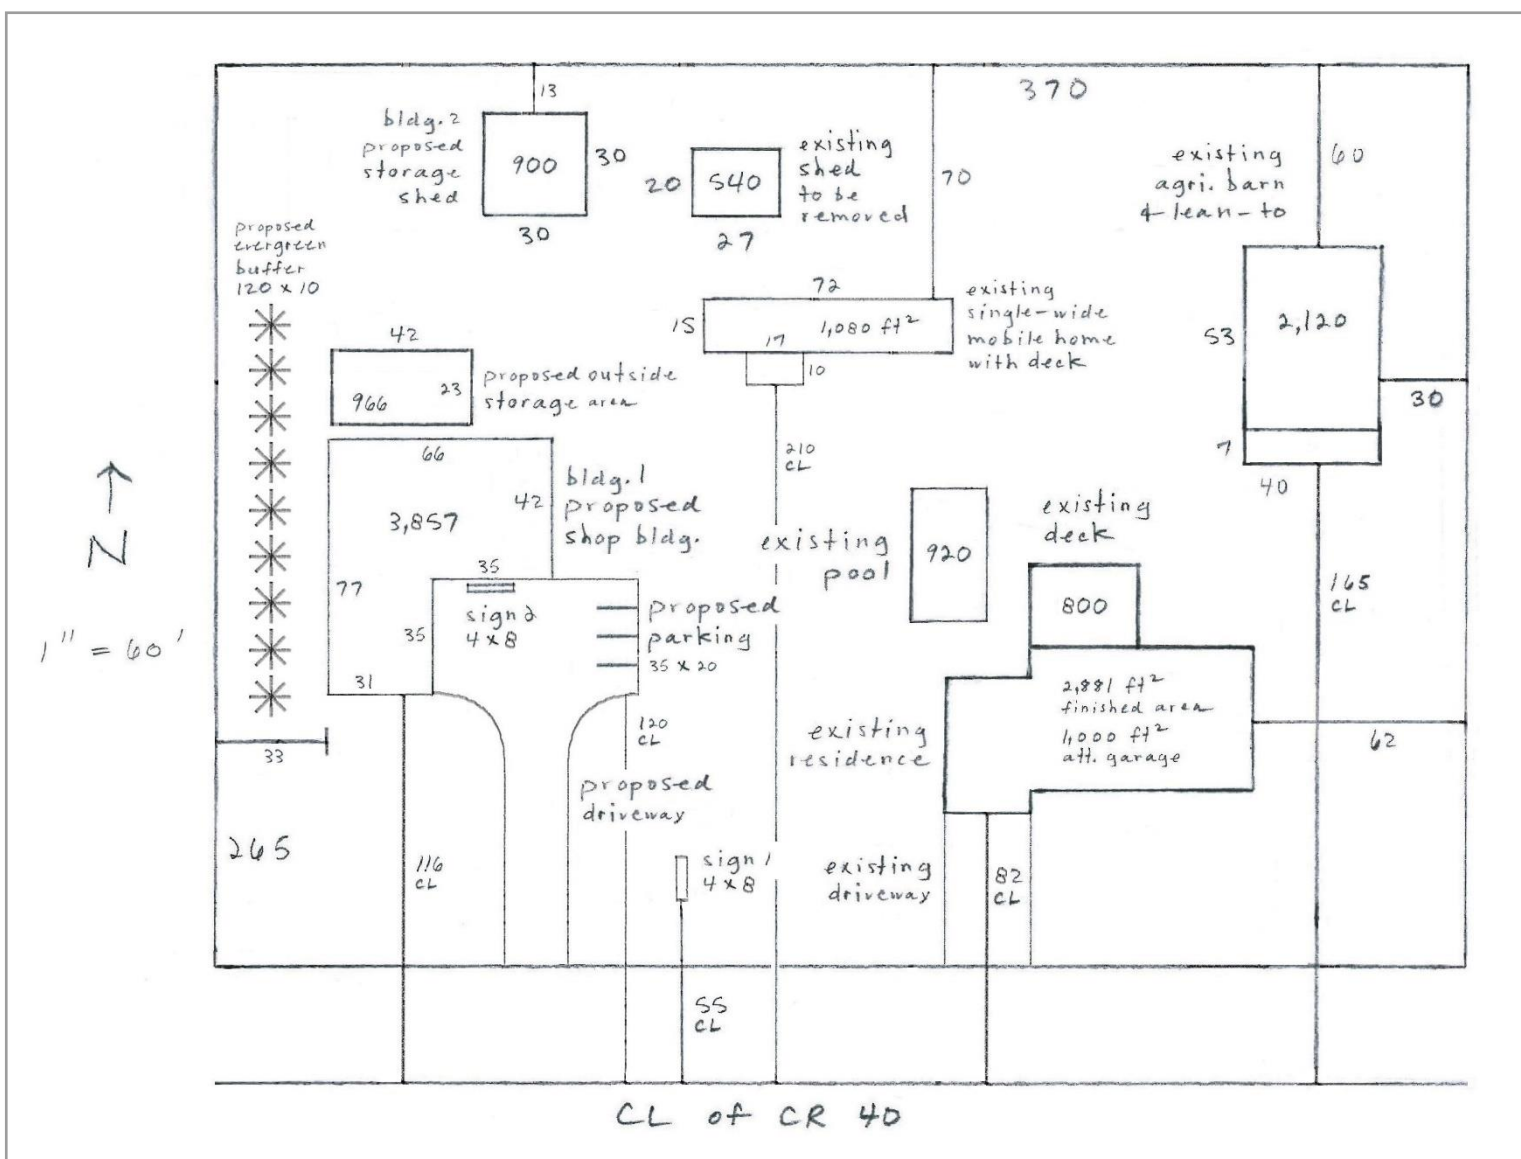 370
13
bldg. 2
proposed
storage
shed
900
30
30
existing
shed
to be
removed
20
540
27
70
existing
agri. barn
& lean-to
60
proposed
evergreen
buffer
120 x 10
72
15
1,080 ft²
17
10
existing
single-wide
mobile home
with deck
53
2,120
30
7
40
42
23
966
proposed outside
storage area
66
42
3,857
bldg. 1
proposed
shop bldg.
77
35
35
31
sign 2
4 x 8
proposed
parking
35 x 20
210
CL
existing
pool
920
existing
deck
800
165
CL
N
1" = 60'
33
120
CL
proposed
driveway
existing
residence
2,881 ft²
finished area
1,000 ft²
att. garage
62
265
116
CL
sign 1
4 x 8
existing
driveway
82
CL
55
CL
CL of CR 40